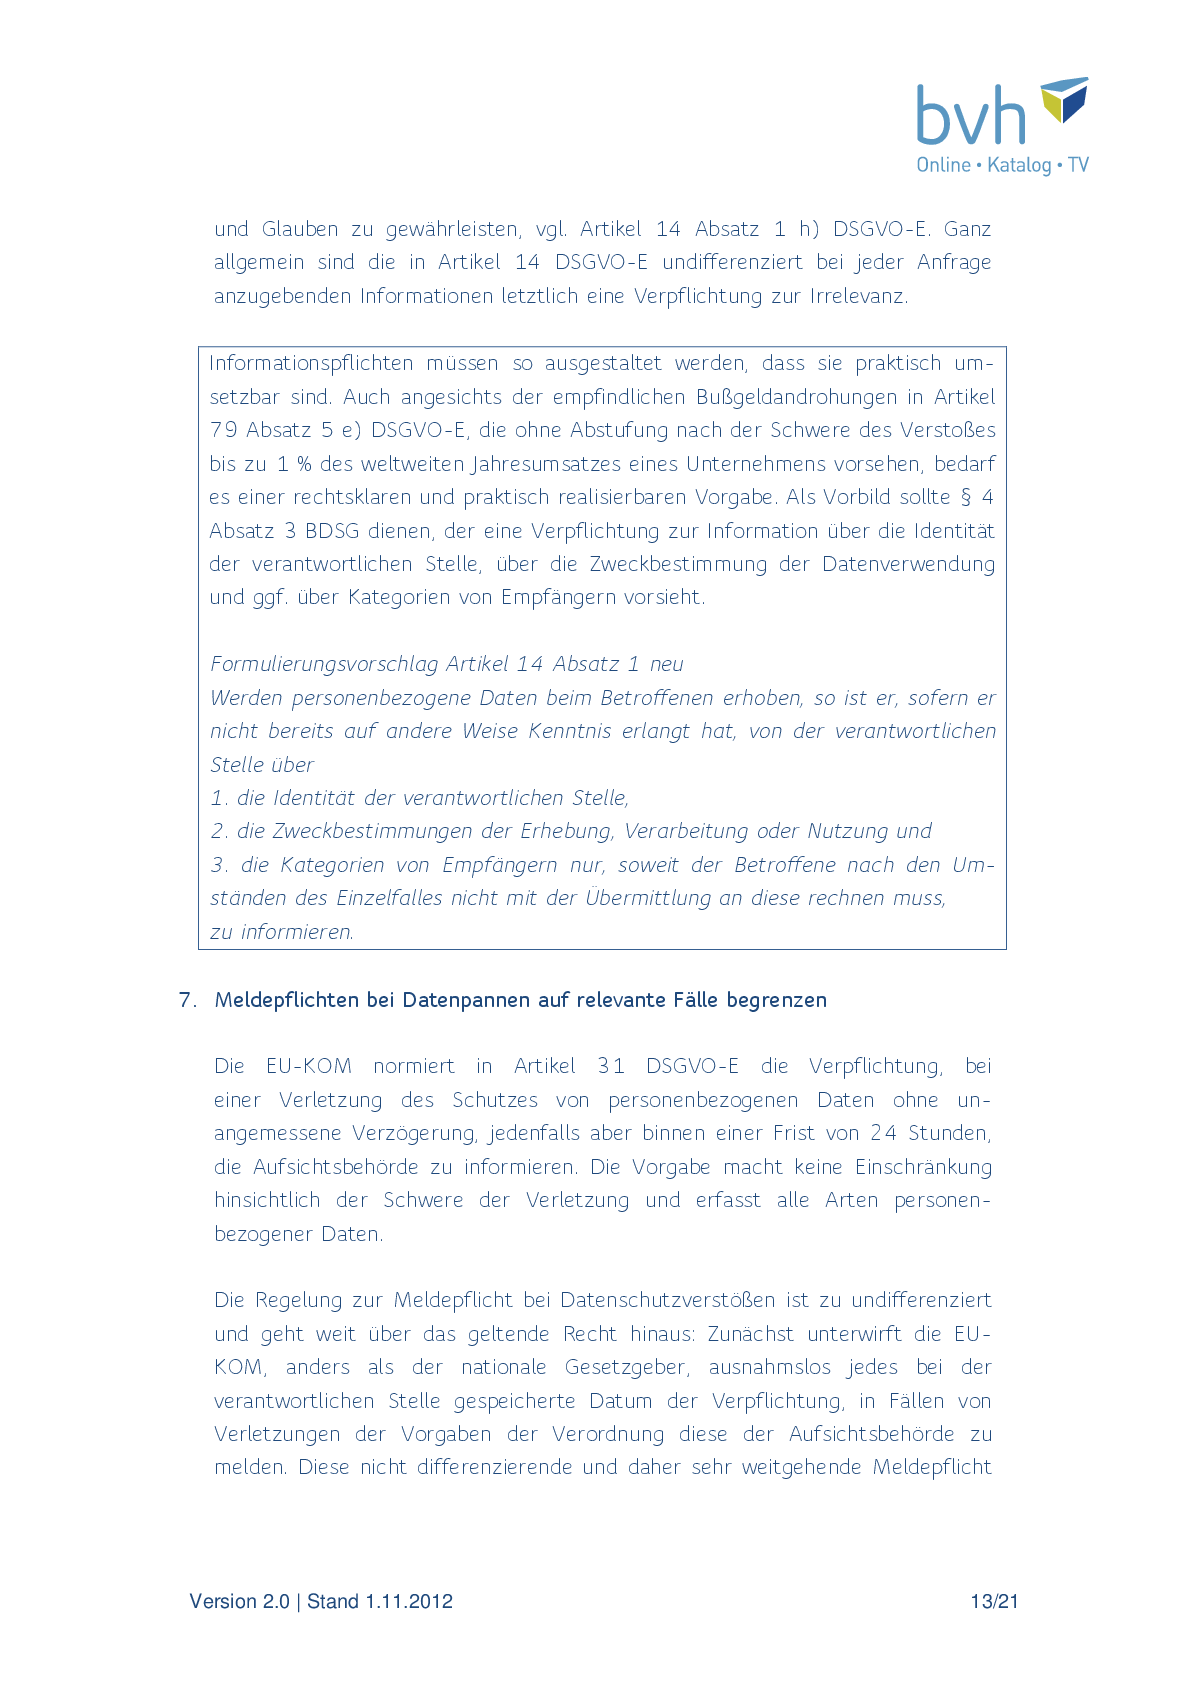 bvh
Online • Katalog • TV
und Glauben zu gewährleisten, vgl. Artikel 14 Absatz 1 h) DSGVO-E. Ganz
allgemein sind die in Artikel 14 DSGVO-E undifferenziert bei jeder Anfrage
anzugebenden Informationen letztlich eine Verpflichtung zur Irrelevanz.
Informationspflichten müssen so ausgestaltet werden, dass sie praktisch um-
setzbar sind. Auch angesichts der empfindlichen Bußgeldandrohungen in Artikel
79 Absatz 5 e) DSGVO-E, die ohne Abstufung nach der Schwere des Verstoßes
bis zu 1 % des weltweiten Jahresumsatzes eines Unternehmens vorsehen, bedarf
es einer rechtsklaren und praktisch realisierbaren Vorgabe. Als Vorbild sollte § 4
Absatz 3 BDSG dienen, der eine Verpflichtung zur Information über die Identität
der verantwortlichen Stelle, über die Zweckbestimmung der Datenverwendung
und ggf. über Kategorien von Empfängern vorsieht.
Formulierungsvorschlag Artikel 14 Absatz 1 neu
Werden personenbezogene Daten beim Betroffenen erhoben, so ist er, sofern er
nicht bereits auf andere Weise Kenntnis erlangt hat, von der verantwortlichen
Stelle über
1. die Identität der verantwortlichen Stelle,
2. die Zweckbestimmungen der Erhebung, Verarbeitung oder Nutzung und
3. die Kategorien von Empfängern nur, soweit der Betroffene nach den Um-
ständen des Einzelfalles nicht mit der Übermittlung an diese rechnen muss,
zu informieren.
7. Meldepflichten bei Datenpannen auf relevante Fälle begrenzen
Die EU-KOM normiert in Artikel 31 DSGVO-E die Verpflichtung, bei
einer Verletzung des Schutzes von personenbezogenen Daten ohne un-
angemessene Verzögerung, jedenfalls aber binnen einer Frist von 24 Stunden,
die Aufsichtsbehörde zu informieren. Die Vorgabe macht keine Einschränkung
hinsichtlich der Schwere der Verletzung und erfasst alle Arten personen-
bezogener Daten.
Die Regelung zur Meldepflicht bei Datenschutzverstößen ist zu undifferenziert
und geht weit über das geltende Recht hinaus: Zunächst unterwirft die EU-
KOM, anders als der nationale Gesetzgeber, ausnahmslos jedes bei der
verantwortlichen Stelle gespeicherte Datum der Verpflichtung, in Fällen von
Verletzungen der Vorgaben der Verordnung diese der Aufsichtsbehörde zu
melden. Diese nicht differenzierende und daher sehr weitgehende Meldepflicht
Version 2.0 | Stand 1.11.2012
13/21